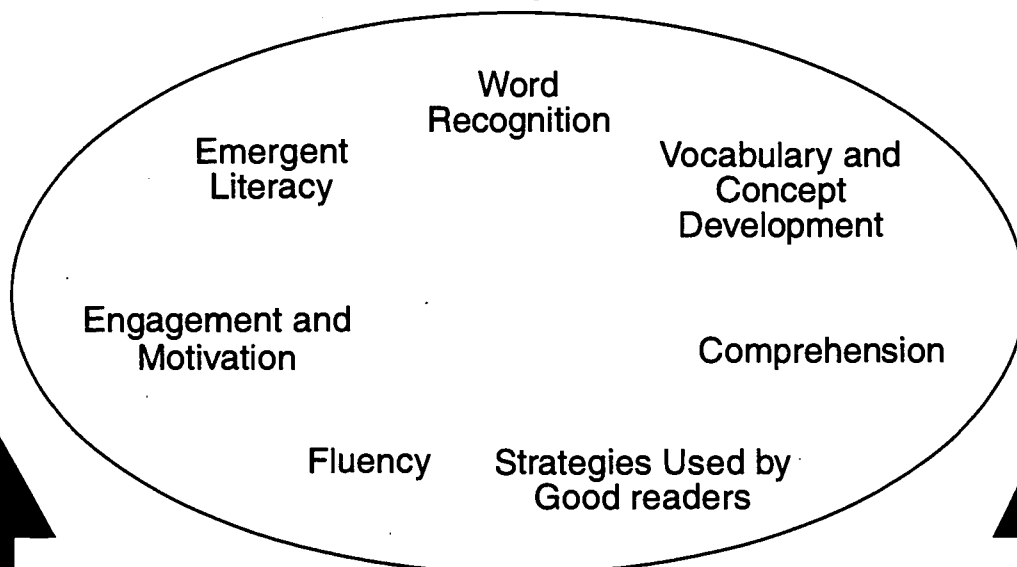 Word
Recognition
Emergent
Literacy
Vocabulary and
Concept
Development
Engagement and
Motivation
Comprehension
Fluency
Strategies Used by
Good readers